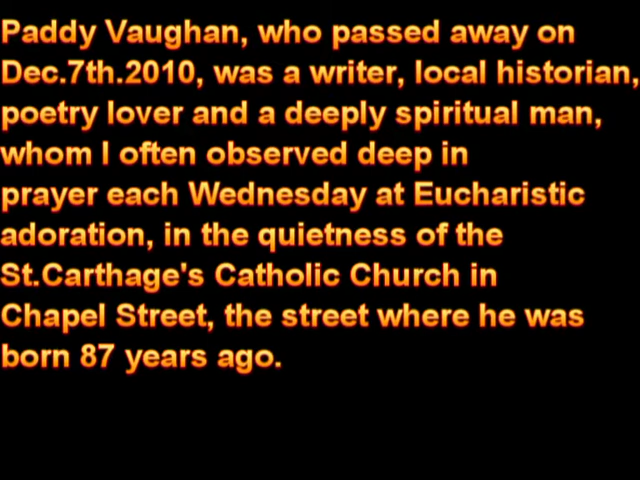 Paddy Vaughan, who passed away on
Dec.7th.2010, was a writer, local historian,
poetry lover and a deeply spiritual man,
whom I often observed deep in
prayer each Wednesday at Eucharistic
adoration, in the quietness of the
St.Carthage's Catholic Church in
Chapel Street, the street where he was
born 87 years ago.